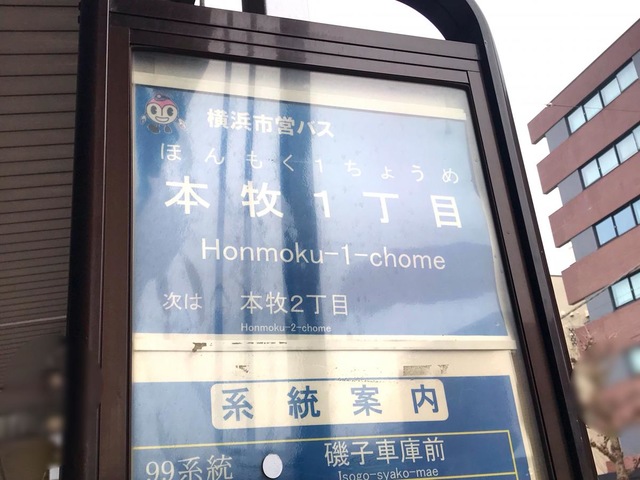 横浜市営バス
ほんもく1ちょうめ
本牧1丁目
Honmoku-1-chome
次は 本牧2丁目
Honmoku-2-chome
系統案内
99系統 磯子車庫前
Isogo-syako-mae